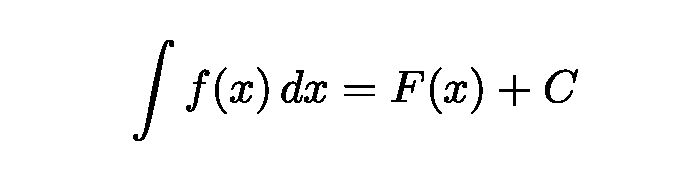 ∫ f(x) dx = F(x) + C